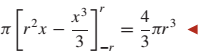 π [r²x − x³/3]_{−r}^{r} = 4/3 πr³ ◄